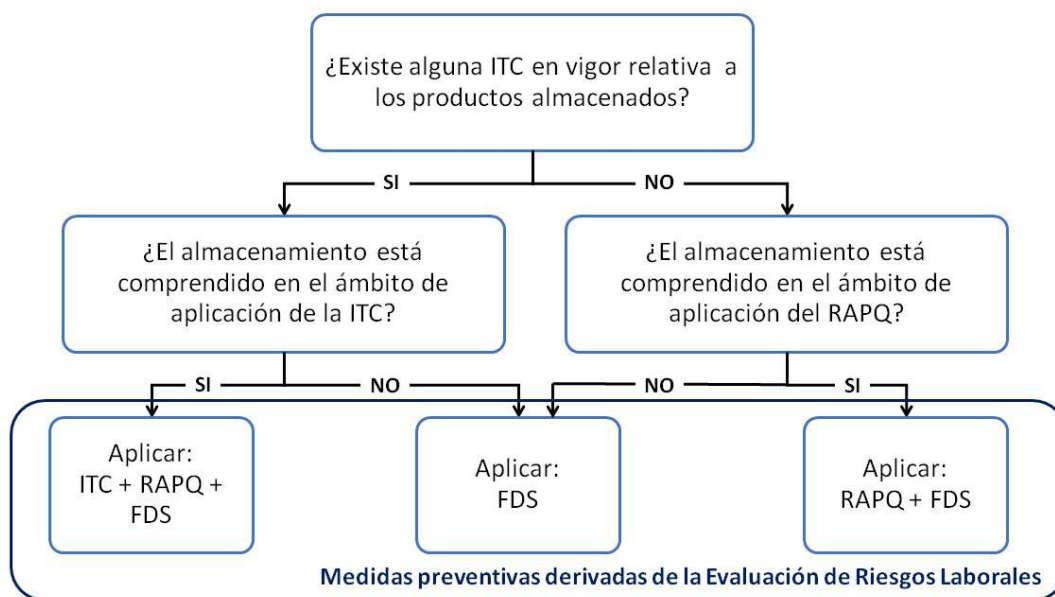 ¿Existe alguna ITC en vigor relativa a
los productos almacenados?
SI
NO
¿El almacenamiento está
comprendido en el ámbito de
aplicación de la ITC?
¿El almacenamiento está
comprendido en el ámbito de
aplicación del RAPQ?
SI
NO
NO
SI
Aplicar:
ITC + RAPQ +
FDS
Aplicar:
FDS
Aplicar:
RAPQ + FDS
Medidas preventivas derivadas de la Evaluación de Riesgos Laborales